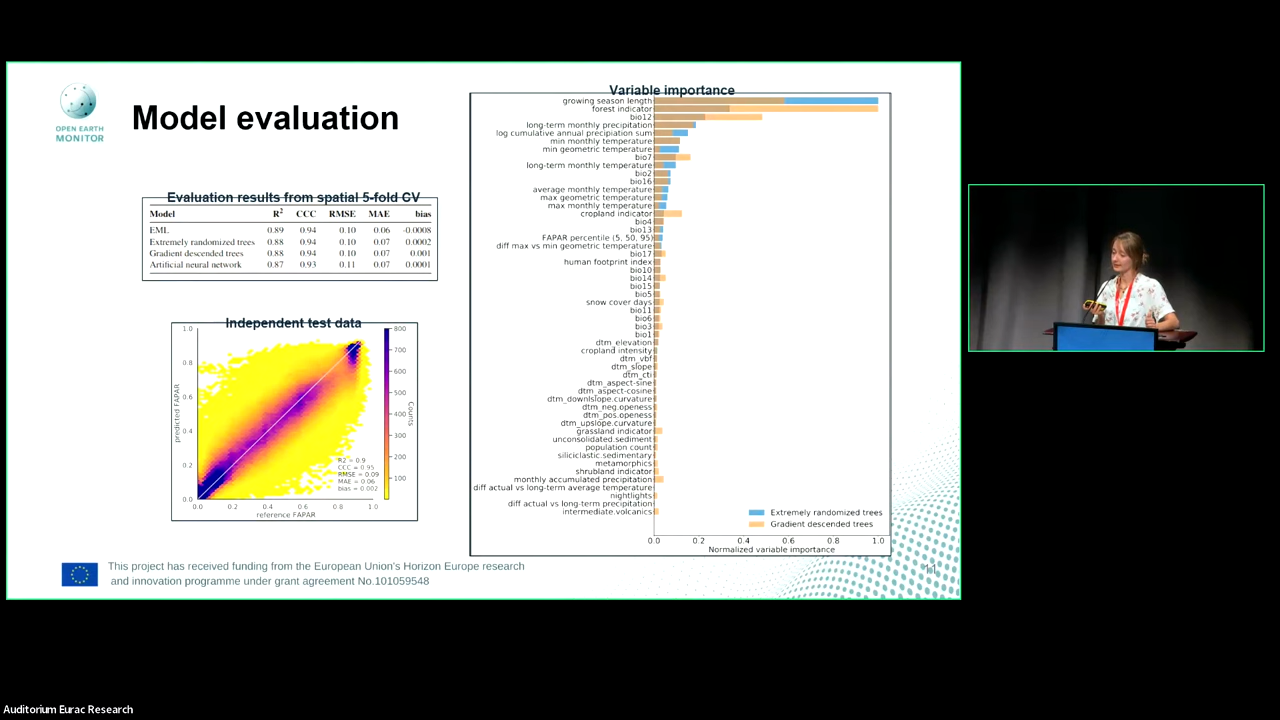 OPEN EARTH
MONITOR
Model evaluation
Evaluation results from spatial 5-fold CV
Model R² CCC RMSE MAE bias
EML 0.89 0.94 0.10 0.06 -0.0008
Extremely randomized trees 0.88 0.94 0.10 0.07 0.0002
Gradient descended trees 0.88 0.94 0.10 0.07 0.001
Artificial neural network 0.87 0.93 0.11 0.07 0.0001
Independent test data
predicted FAPAR
1.0
0.8
0.6
0.4
0.2
0.0
0.0 0.2 0.4 0.6 0.8 1.0
reference FAPAR
R2 = 0.9
CCC = 0.95
RMSE = 0.09
MAE = 0.06
bias = 0.002
800
700
600
500
400
300
200
100
Counts
Variable importance
growing season length
forest indicator
bio12
long-term monthly precipitation
log cumulative annual precipiation sum
min monthly temperature
min geometric temperature
bio7
long-term monthly temperature
bio2
bio16
average monthly temperature
max geometric temperature
max monthly temperature
cropland indicator
bio4
bio13
FAPAR percentile (5, 50, 95)
diff max vs min geometric temperature
bio17
human footprint index
bio10
bio14
bio15
bio5
snow cover days
bio11
bio6
bio3
bio1
dtm_elevation
cropland intensity
dtm_vbf
dtm_slope
dtm_cti
dtm_aspect-sine
dtm_aspect-cosine
dtm_downlslope.curvature
dtm_neg.openess
dtm_pos.openess
dtm_upslope.curvature
grassland indicator
unconsolidated.sediment
population count
siliciclastic.sedimentary
metamorphics
shrubland indicator
monthly accumulated precipitation
diff actual vs long-term average temperature
nightlights
diff actual vs long-term precipitation
intermediate.volcanics
Extremely randomized trees
Gradient descended trees
0.0 0.2 0.4 0.6 0.8 1.0
Normalized variable importance
This project has received funding from the European Union's Horizon Europe research
and innovation programme under grant agreement No.101059548
11
Auditorium Eurac Research